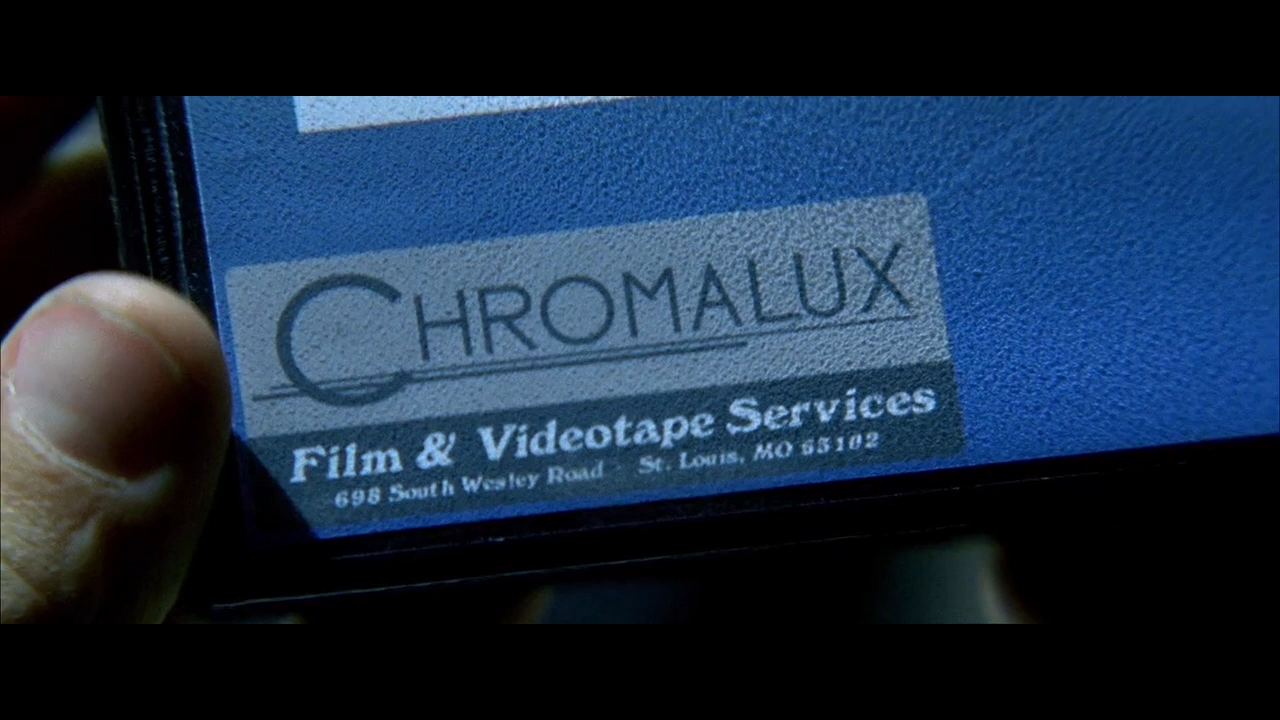 CHROMALUX
Film & Videotape Services
698 South Wesley Road · St. Louis, MO 63102